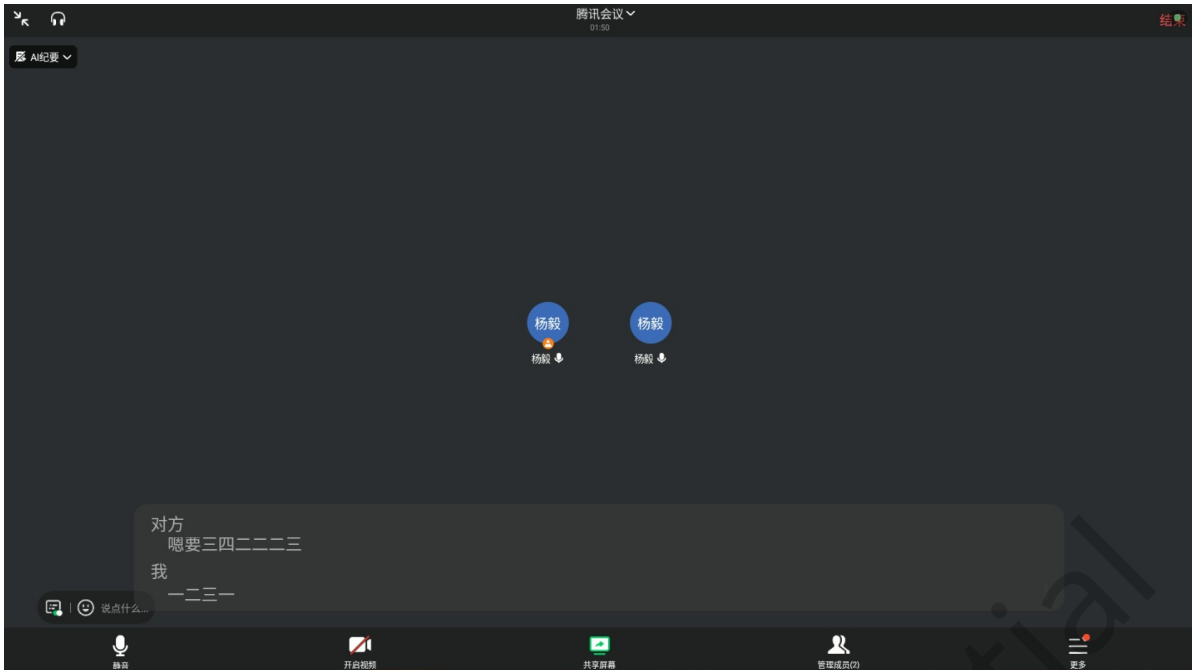 腾讯会议
01:50
结束
AI纪要
杨毅 杨毅
杨毅 杨毅
对方
嗯要三四二二二三
我
一二三一
说点什么...
静音 开启视频 共享屏幕 管理成员(2) 更多
tial